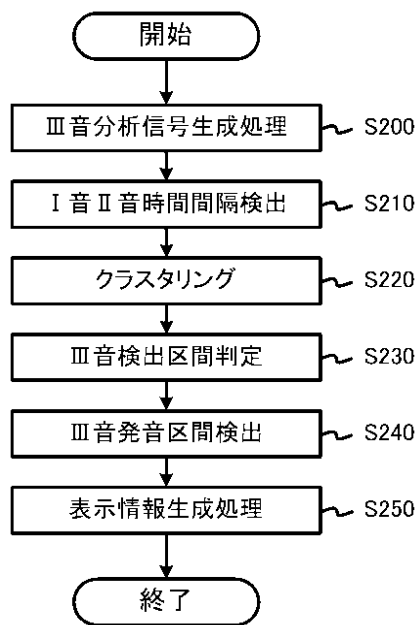 開始
Ⅲ音分析信号生成処理 S200
Ⅰ音Ⅱ音時間間隔検出 S210
クラスタリング S220
Ⅲ音検出区間判定 S230
Ⅲ音発音区間検出 S240
表示情報生成処理 S250
終了